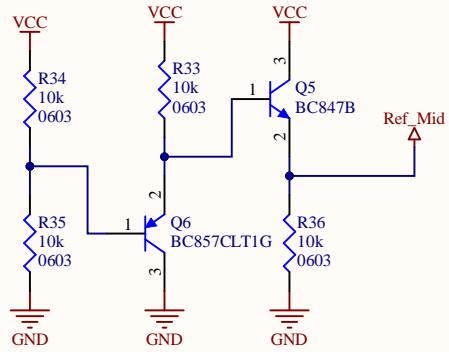 VCC
VCC
VCC
R34
10k
0603
R33
10k
0603
3
1
Q5
BC847B
2
Ref_Mid
R35
10k
0603
1
2
Q6
BC857CLT1G
3
R36
10k
0603
GND
GND
GND